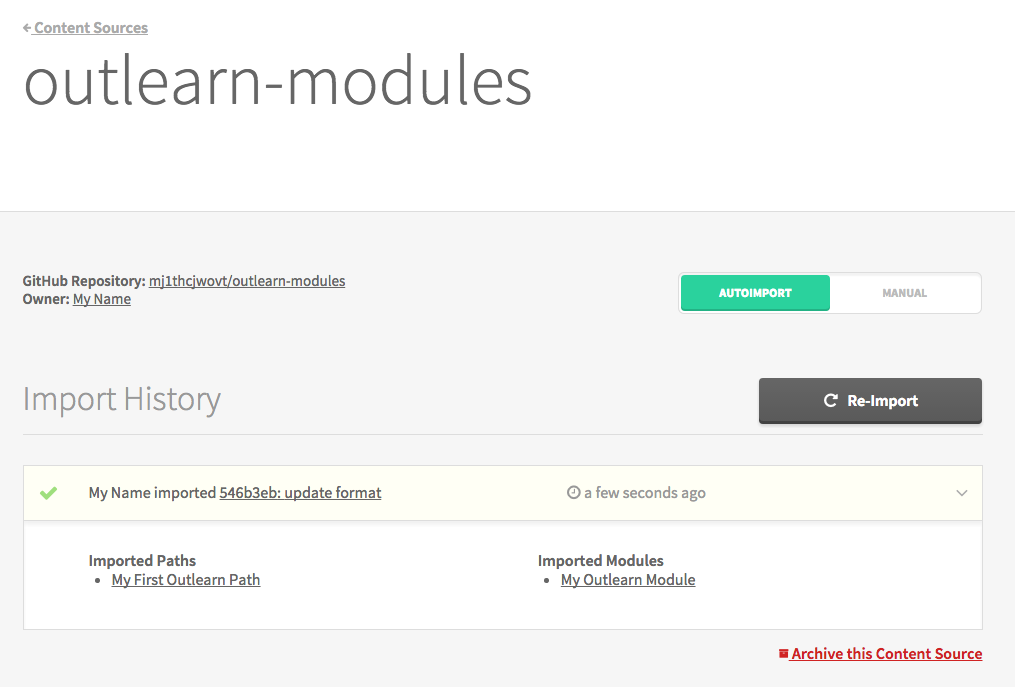 Content Sources
outlearn-modules
GitHub Repository: mj1thcjwovt/outlearn-modules
Owner: My Name
AUTOIMPORT
MANUAL
Import History
Re-Import
My Name imported 546b3eb: update format
a few seconds ago
Imported Paths
• My First Outlearn Path
Imported Modules
• My Outlearn Module
Archive this Content Source